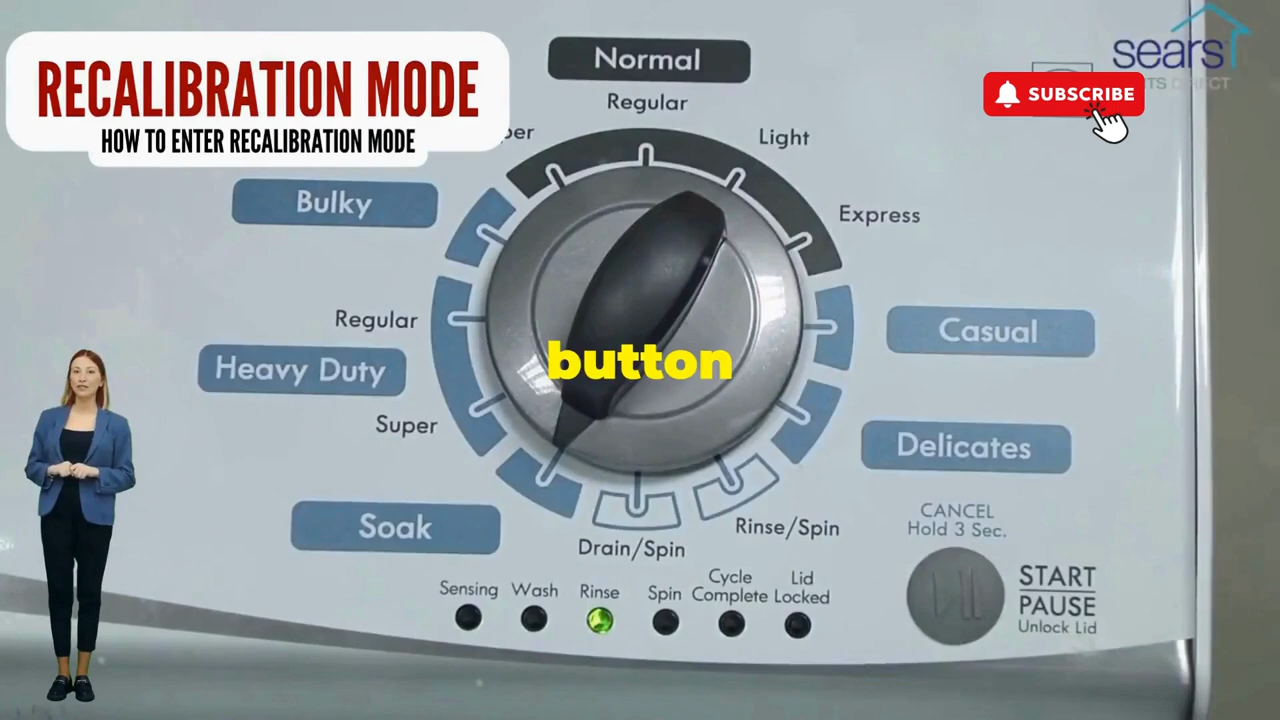 RECALIBRATION MODE
HOW TO ENTER RECALIBRATION MODE
sears
SUBSCRIBE
Normal
Regular
Light
Express
Bulky
Regular
Heavy Duty
Super
Casual
Delicates
button
Soak
Drain/Spin
Rinse/Spin
CANCEL
Hold 3 Sec.
Sensing
Wash
Rinse
Spin
Cycle
Complete
Lid
Locked
START
PAUSE
Unlock Lid